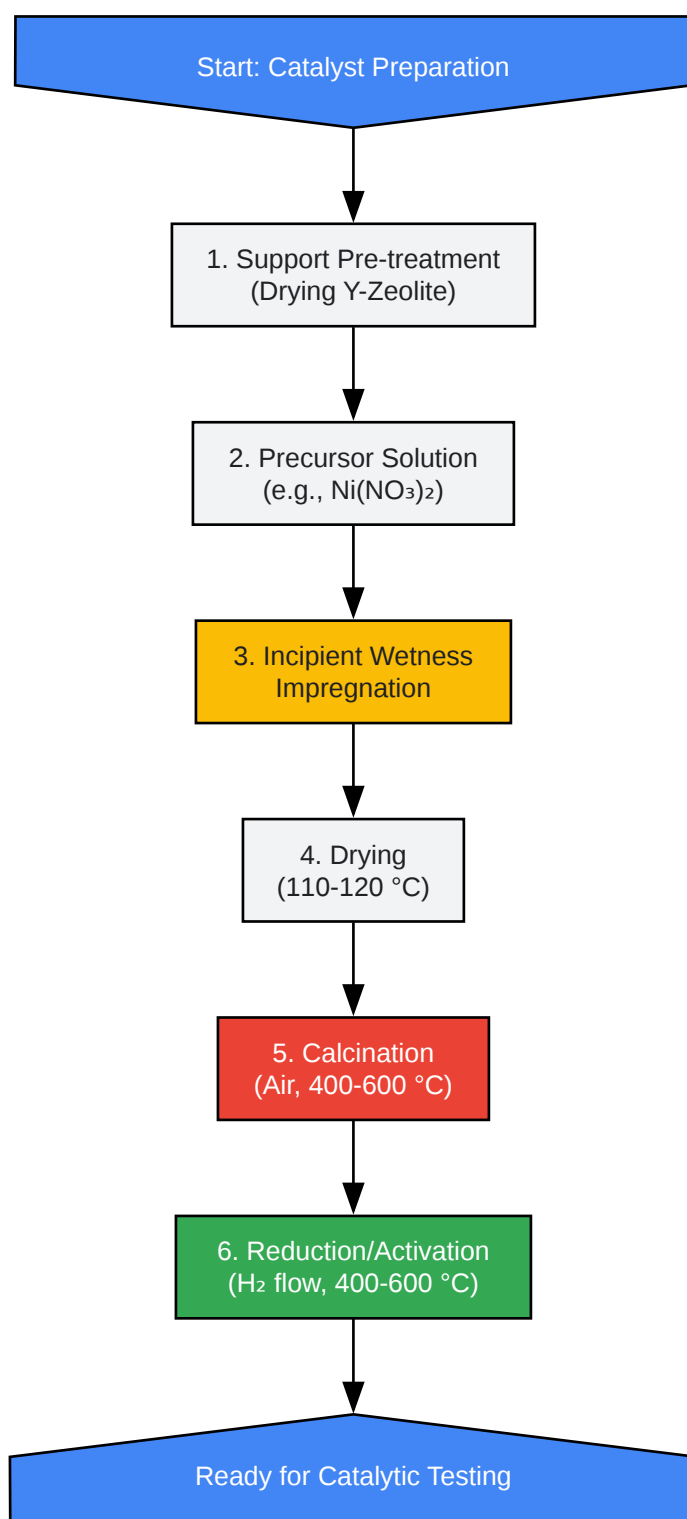 Start: Catalyst Preparation
1. Support Pre-treatment
(Drying Y-Zeolite)
2. Precursor Solution
(e.g., Ni(NO₃)₂)
3. Incipient Wetness
Impregnation
4. Drying
(110-120 °C)
5. Calcination
(Air, 400-600 °C)
6. Reduction/Activation
(H₂ flow, 400-600 °C)
Ready for Catalytic Testing